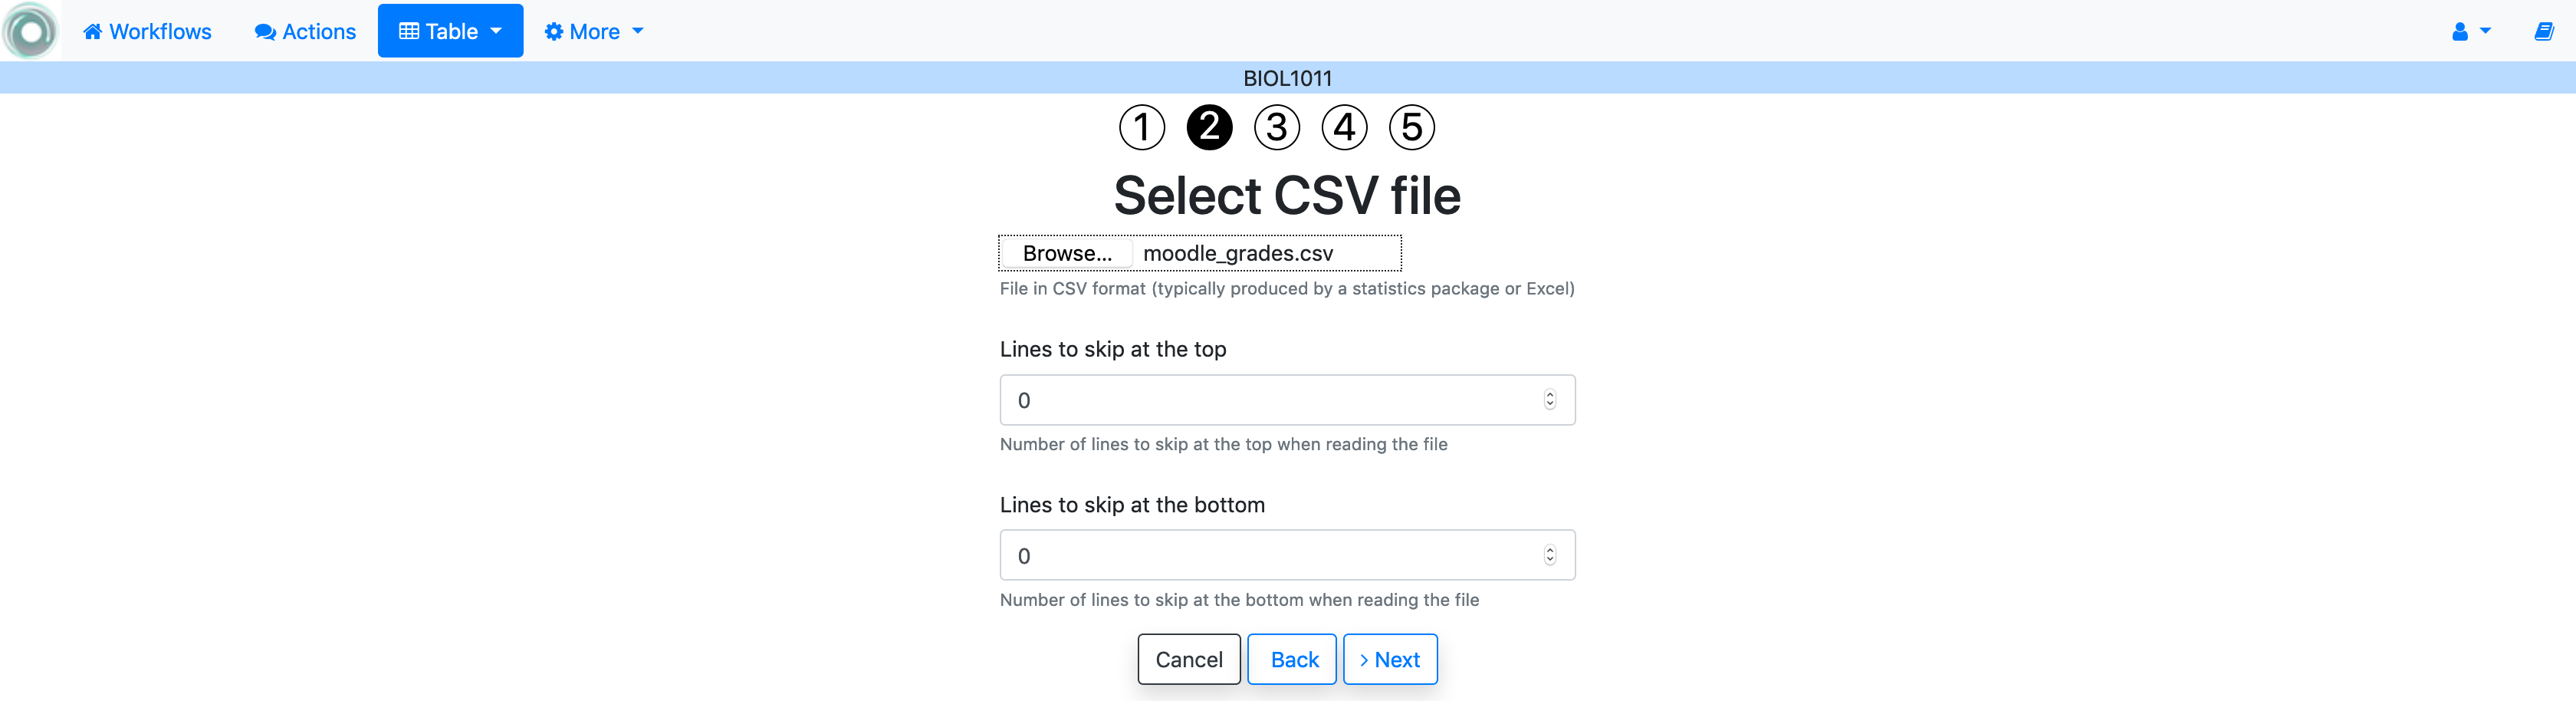 Workflows Actions Table More
BIOL1011
1 2 3 4 5
Select CSV file
Browse... moodle_grades.csv
File in CSV format (typically produced by a statistics package or Excel)
Lines to skip at the top
0
Number of lines to skip at the top when reading the file
Lines to skip at the bottom
0
Number of lines to skip at the bottom when reading the file
Cancel Back Next